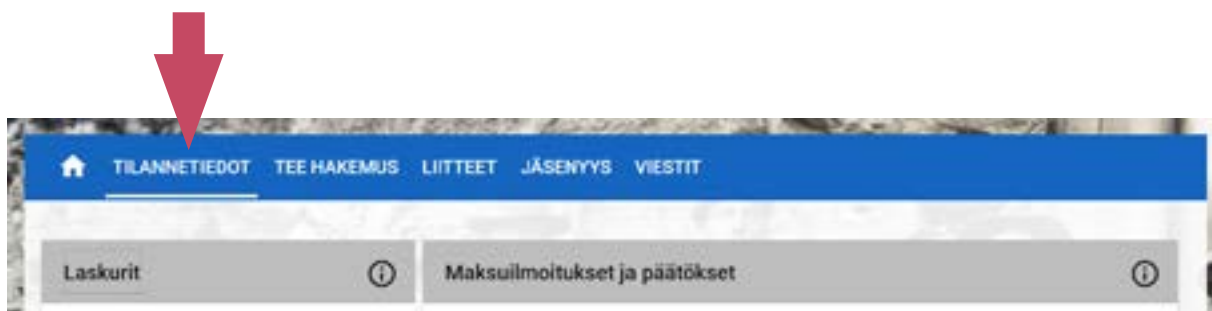 TILANNETIEDOT TEE HAKEMUS LIITTEET JÄSENYYS VIESTIT
Laskurit Maksuilmoitukset ja päätökset